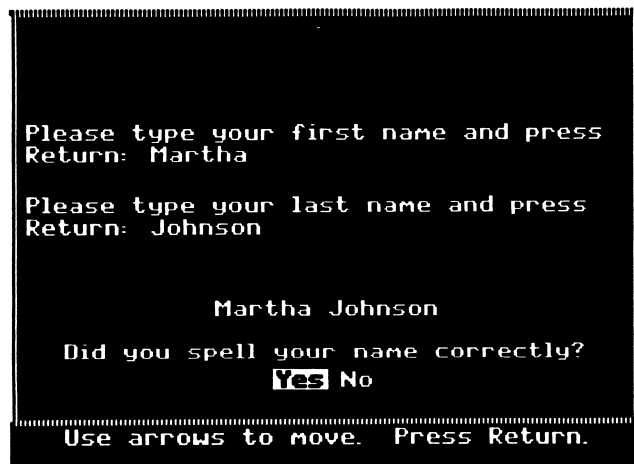 Please type your first name and press
Return: Martha
Please type your last name and press
Return: Johnson
Martha Johnson
Did you spell your name correctly?
Yes No
Use arrows to move. Press Return.